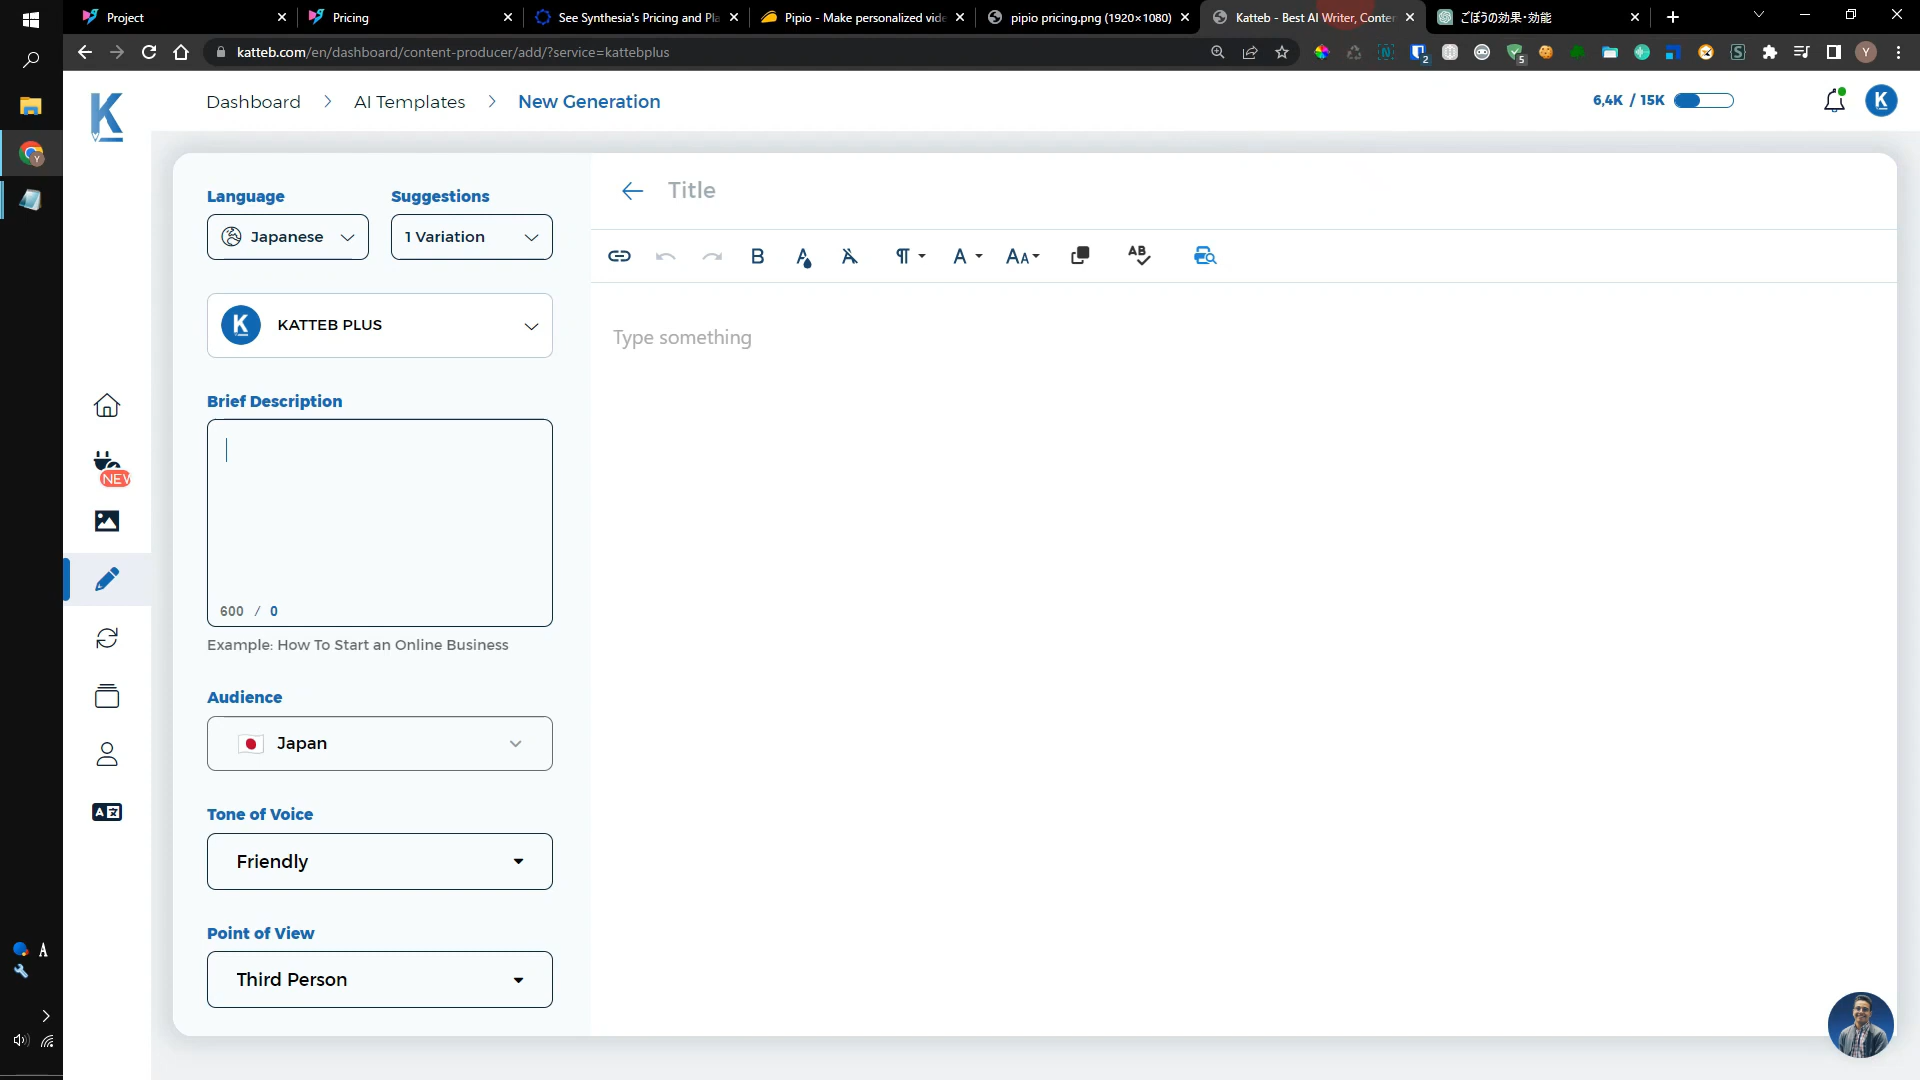 Project
Pricing
See Synthesia's Pricing and Pla
Pipio - Make personalized vide
pipio pricing.png (1920×1080)
Katteb - Best AI Writer, Conten
ごぼうの効果・効能
katteb.com/en/dashboard/content-producer/add/?service=kattebplus
2
5
Y
Dashboard > AI Templates > New Generation
6,4K / 15K
K
K
Language
Suggestions
Japanese
1 Variation
Title
KATTEB PLUS
Brief Description
Type something
600 / 0
Example: How To Start an Online Business
NEW
Audience
Japan
Tone of Voice
Friendly
Point of View
Third Person